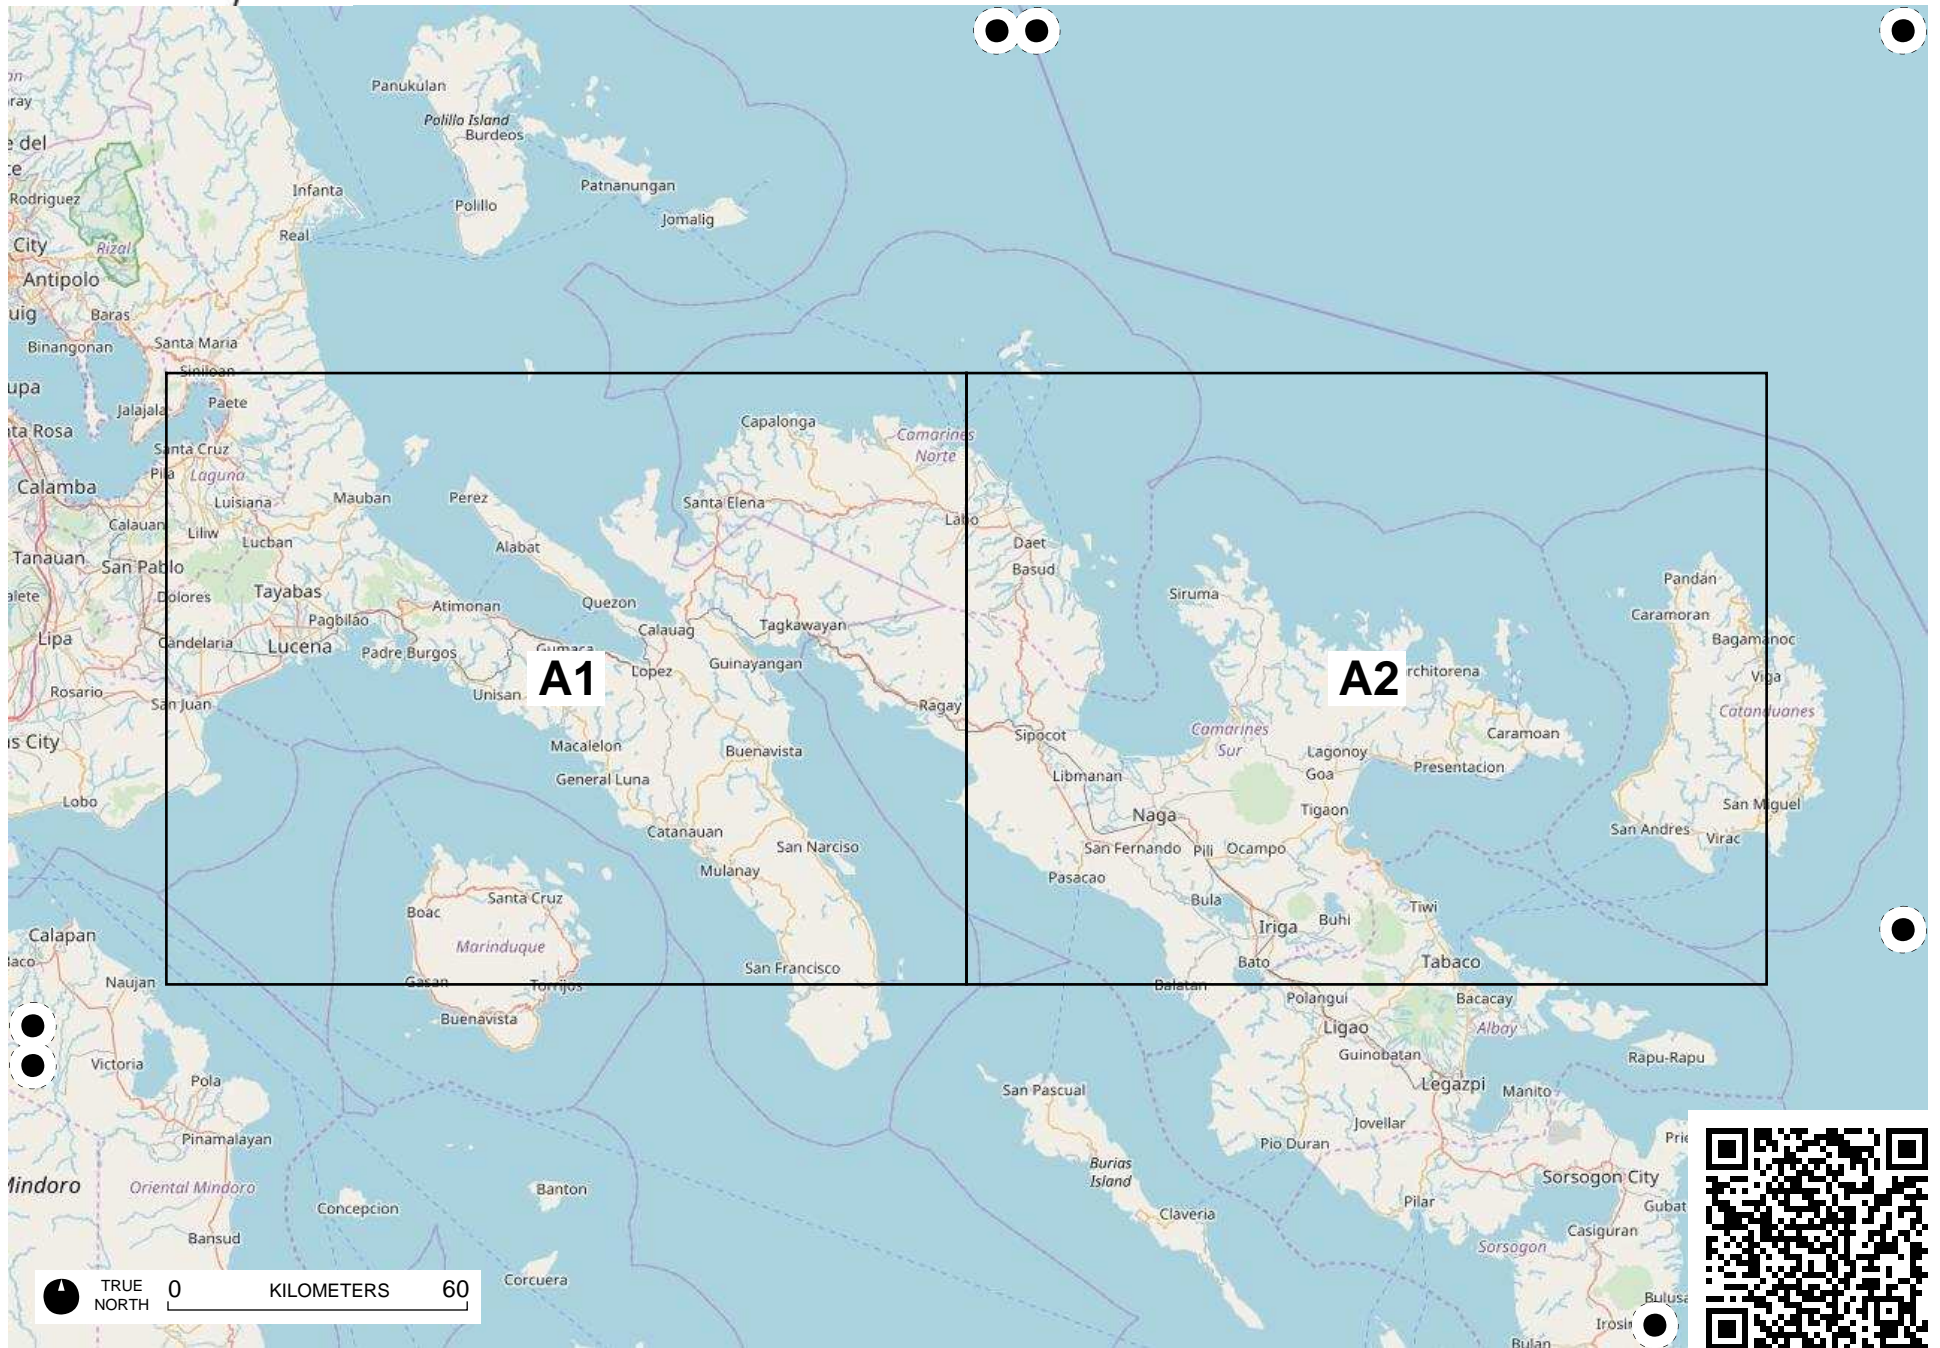 Panukulan
Polillo Island
Burdeos
Rodriguez
Infanta
Patnanungan
Polillo
Jomalig
Real
City
Rizal
Antipolo
Baras
Binangonan
Santa Maria
Siniloan
Paete
Jalajala
Capalonga
Camarines
Norte
Santa Cruz
Pila
Laguna
Calamba
Luisiana
Mauban
Perez
Santa Elena
Calauan
Liliw
Lucban
Alabat
Labo
Daet
Tanauan
San Pablo
Basud
Pandan
Dolores
Tayabas
Siruma
Quezon
Atimonan
Caramoran
Pagbilao
Calauag
Tagkawayan
Lipa
Candelaria
Lucena
Padre Burgos
Gumaca
Bagamanoc
Lopez
Guinayangan
A1
A2
rchitorena
Viga
Rosario
San Juan
Unisan
Ragay
Catanduanes
s City
Macalelon
Buenavista
Sipocot
Camarines
Sur
Lagonoy
Caramoan
General Luna
Libmanan
Goa
Presentacion
Lobo
San Miguel
Naga
Tigaon
Catanauan
San Andres
Virac
San Narciso
San Fernando
Pili
Ocampo
Mulanay
Pasacao
Santa Cruz
Boac
Bula
Buhi
Tiwi
Iriga
Calapan
Marinduque
Bato
Tabaco
San Francisco
Naujan
Gasan
Torrijos
Balatan
Polangui
Bacacay
Buenavista
Ligao
Albay
Guinobatan
Rapu-Rapu
Victoria
Pola
San Pascual
Legazpi
Manito
Jovellar
Pinamalayan
Pio Duran
Burias
Island
Sorsogon City
Oriental Mindoro
Banton
Concepcion
Pilar
Gubat
Claveria
Casiguran
Bansud
Sorsogon
Corcuera
TRUE
NORTH
0 KILOMETERS 60
Bulusa
Irosi
Bulan